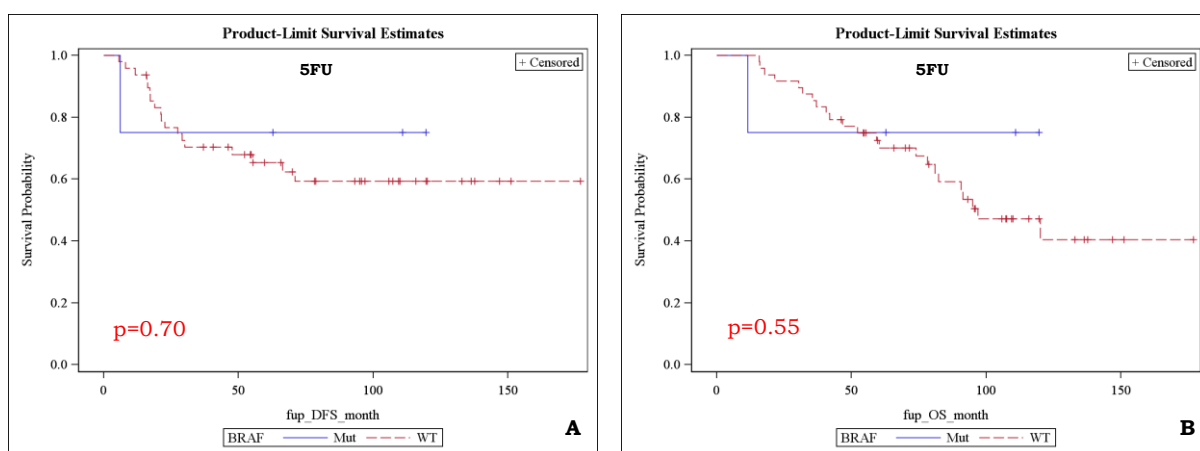 Product-Limit Survival Estimates
1.0
5FU
+ Censored
0.8
0.6
0.4
0.2
0.0
Survival Probability
p=0.70
0
50
100
150
fup_DFS_month
BRAF
Mut
WT
A
Product-Limit Survival Estimates
1.0
5FU
+ Censored
0.8
0.6
0.4
0.2
0.0
Survival Probability
p=0.55
0
50
100
150
fup_OS_month
BRAF
Mut
WT
B